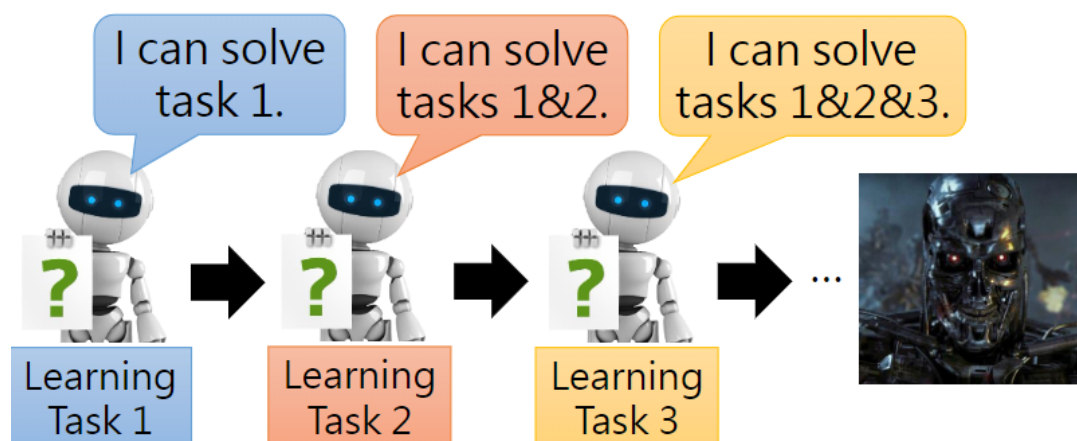 I can solve
task 1.
I can solve
tasks 1&2.
I can solve
tasks 1&2&3.
?
?
?
...
Learning
Task 1
Learning
Task 2
Learning
Task 3